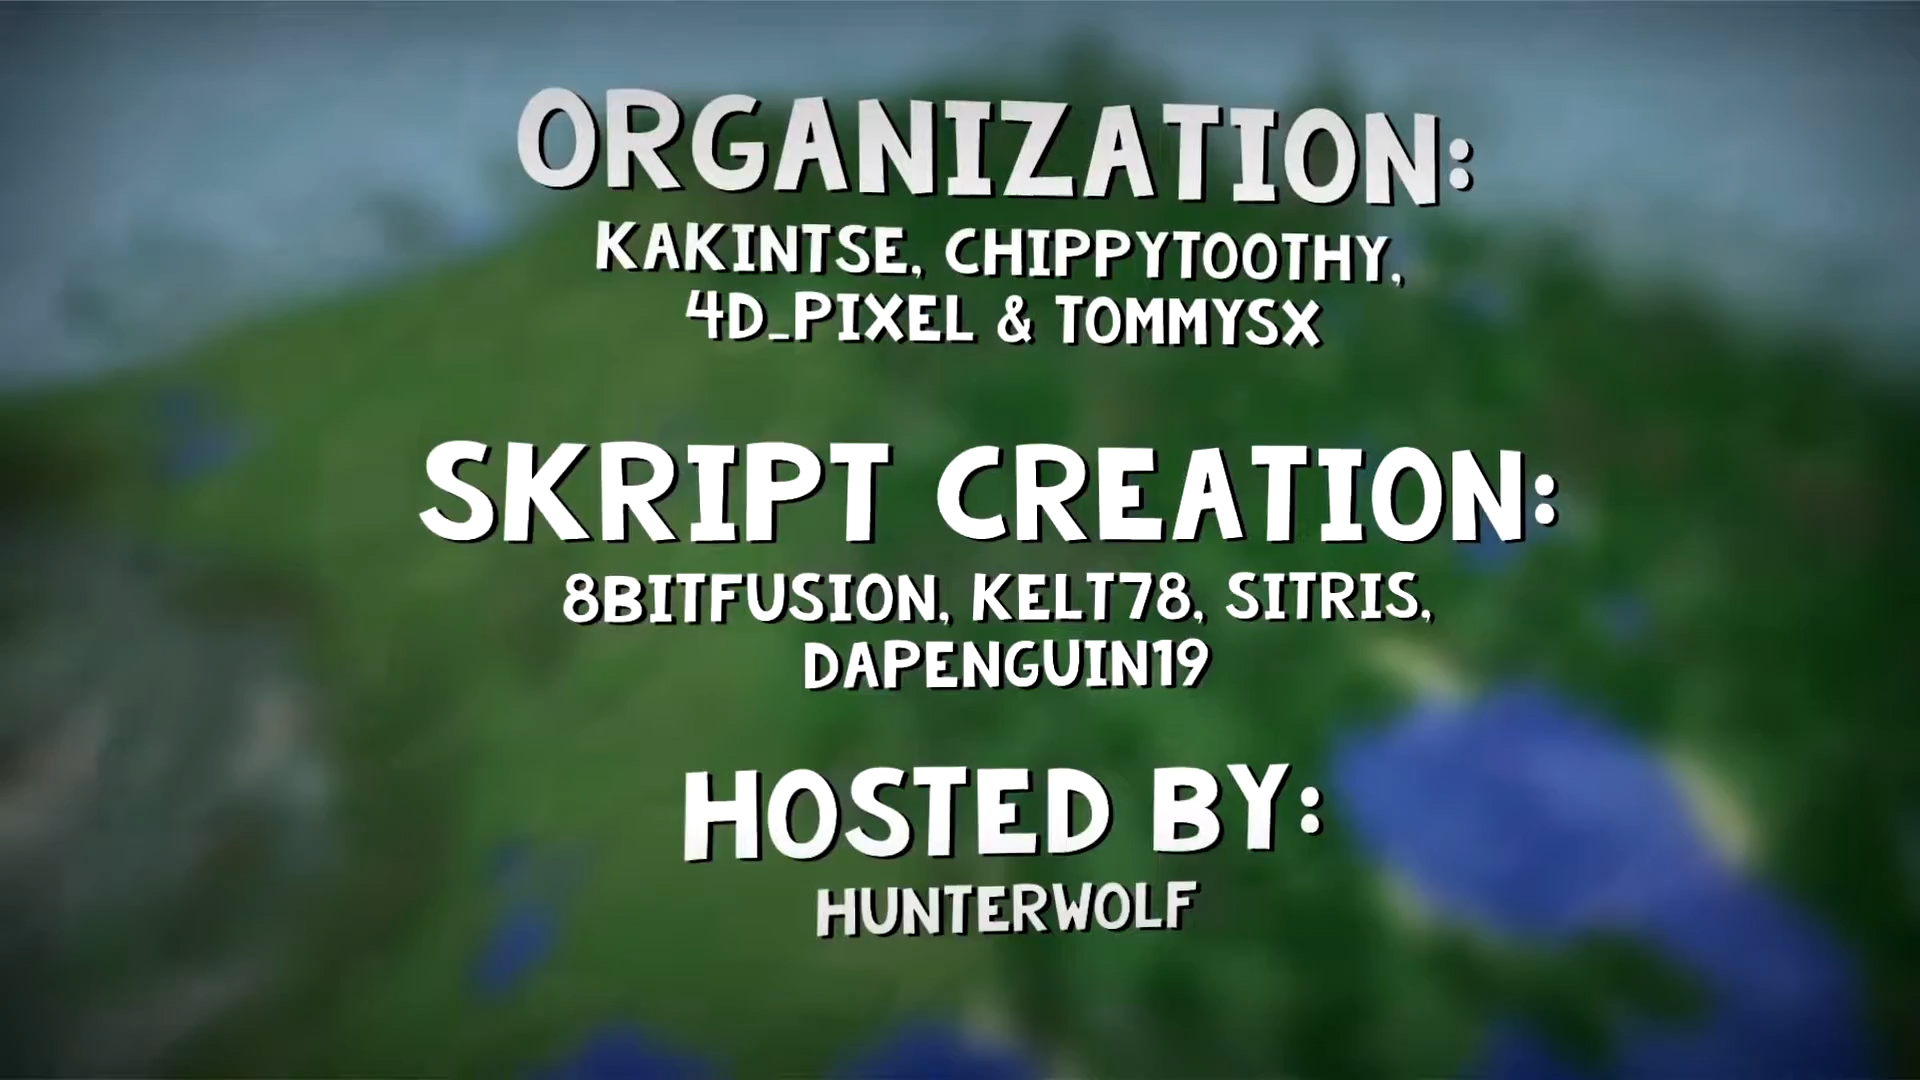 ORGANIZATION:
KAKINTSE, CHIPPYTOOTHY,
4D_PIXEL & TOMMYSX
SKRIPT CREATION:
8BITFUSION, KELT78, SITRIS,
DAPENGUIN19
HOSTED BY:
HUNTERWOLF